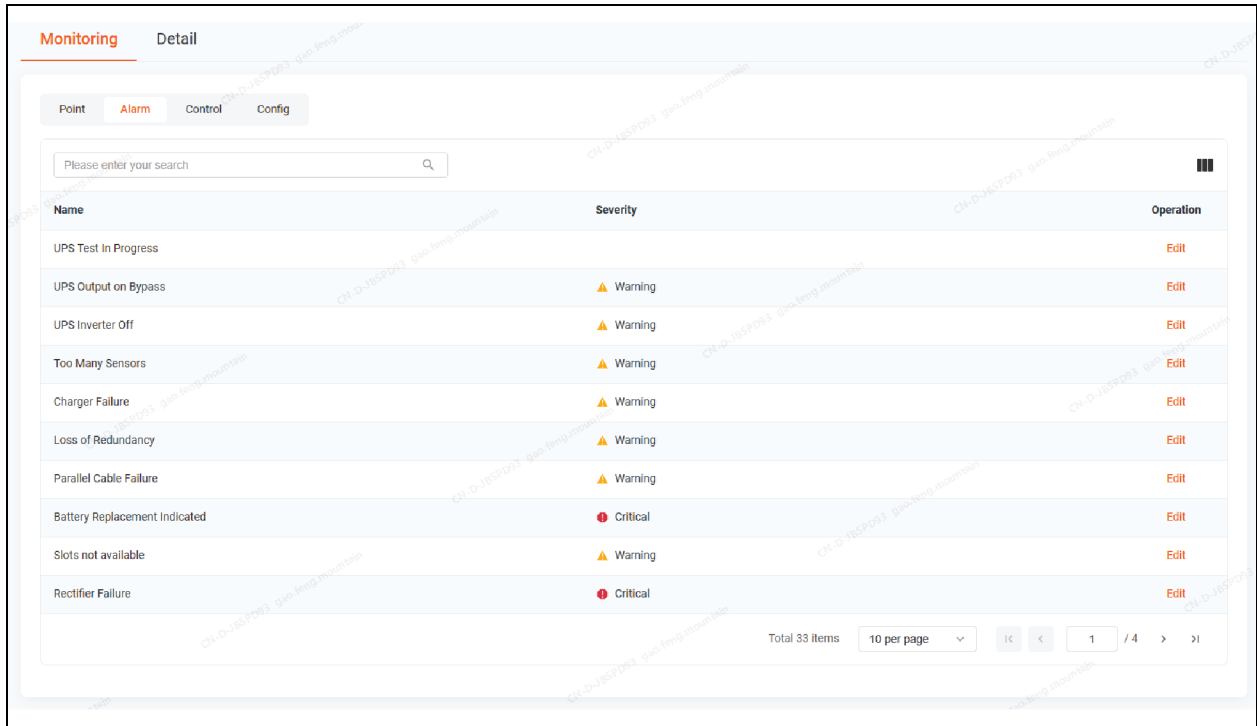 Monitoring Detail
Point Alarm Control Config
Please enter your search
Name Severity Operation
UPS Test In Progress Edit
UPS Output on Bypass Warning Edit
UPS Inverter Off Warning Edit
Too Many Sensors Warning Edit
Charger Failure Warning Edit
Loss of Redundancy Warning Edit
Parallel Cable Failure Warning Edit
Battery Replacement Indicated Critical Edit
Slots not available Warning Edit
Rectifier Failure Critical Edit
Total 33 items 10 per page 1 / 4